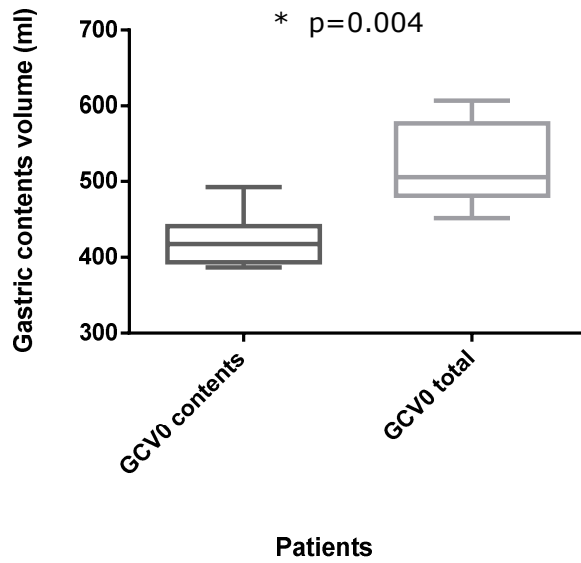 * p=0.004
Gastric contents volume (ml)
700
600
500
400
300
GCV0 contents
GCV0 total
Patients